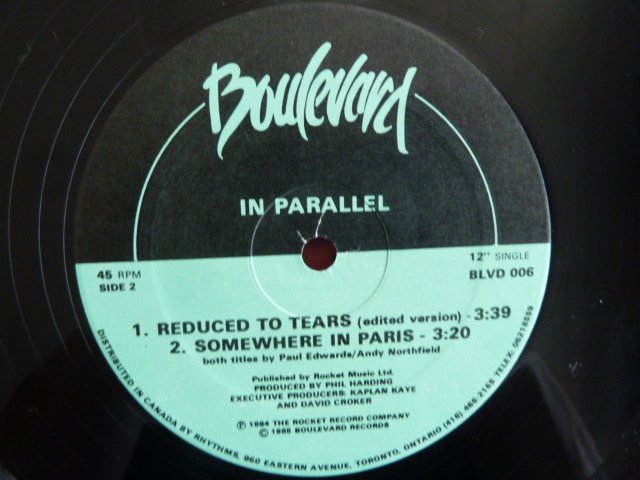 Boulevard
IN PARALLEL
45 RPM
SIDE 2
12" SINGLE
BLVD 006
1. REDUCED TO TEARS (edited version) - 3:39
2. SOMEWHERE IN PARIS - 3:20
both titles by Paul Edwards/Andy Northfield
Published by Rocket Music Ltd.
PRODUCED BY PHIL HARDING
EXECUTIVE PRODUCERS: KAPLAN KAYE
AND DAVID CROKER
℗ 1984 THE ROCKET RECORD COMPANY
© 1985 BOULEVARD RECORDS
DISTRIBUTED IN CANADA BY RHYTHMS, 960 EASTERN AVENUE, TORONTO, ONTARIO (416) 466-2186 TELEX: 06218559